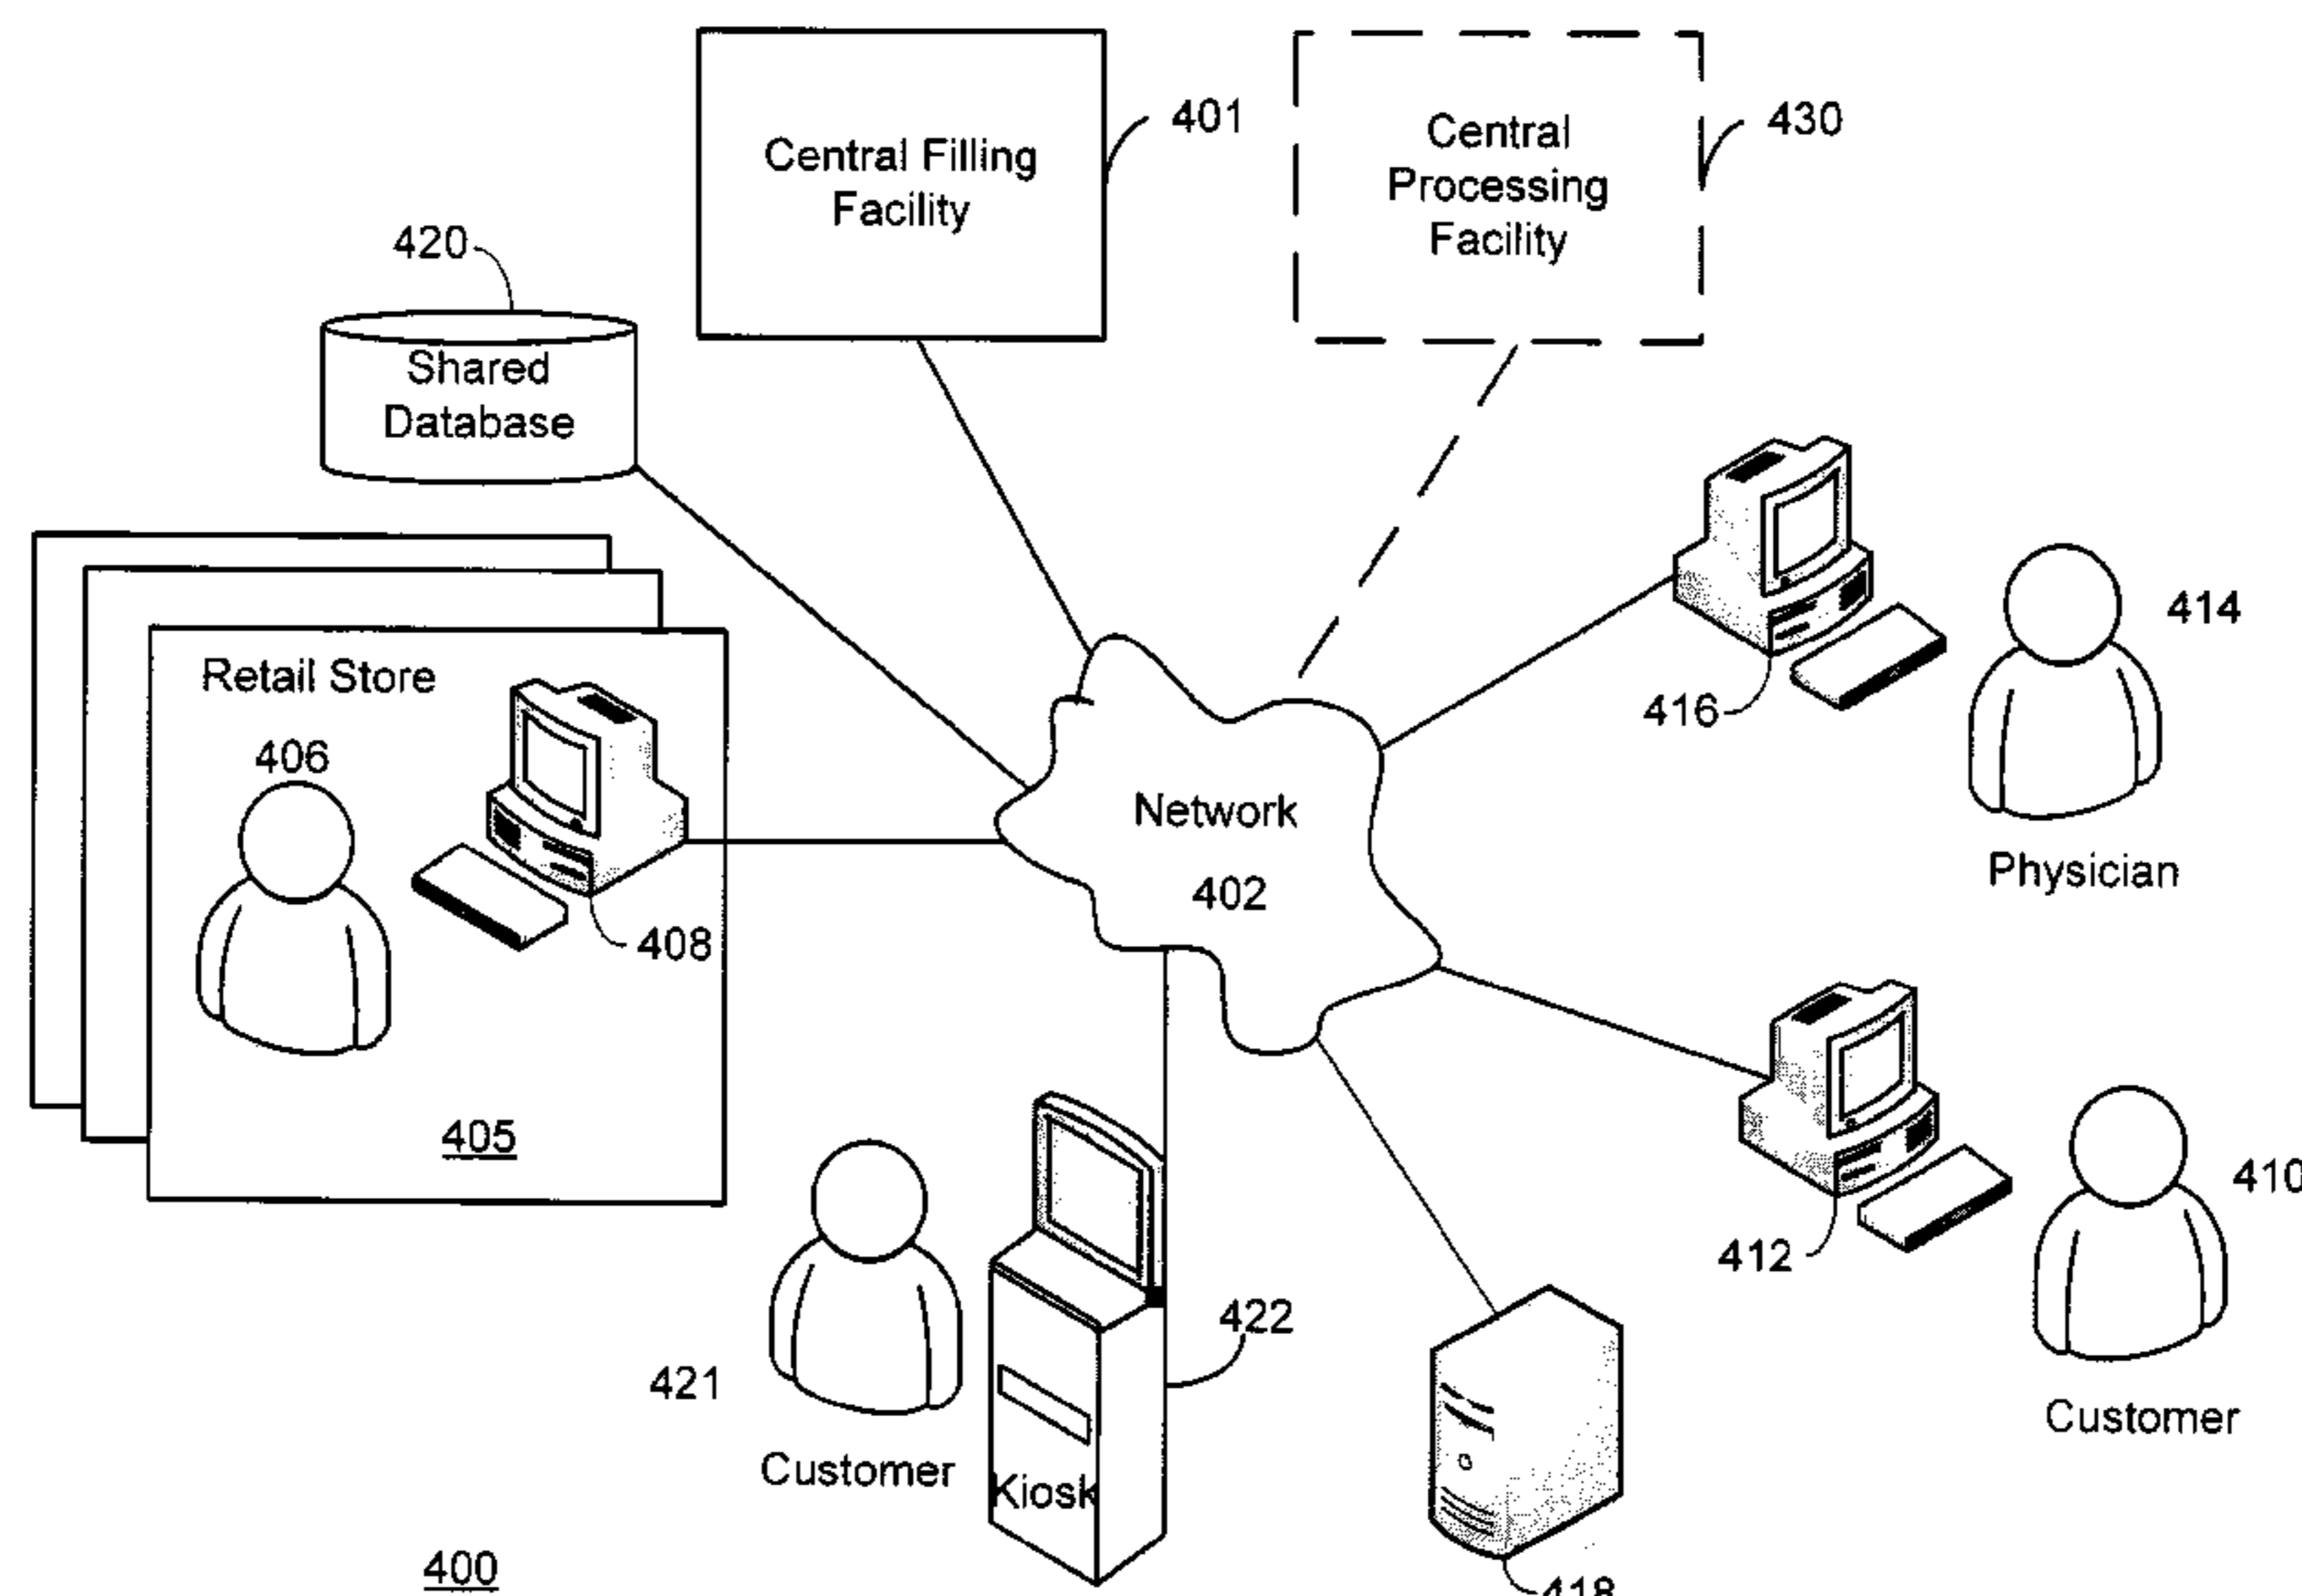 Central Filling
Facility
401
Central
Processing
Facility
430
420
Shared
Database
Retail Store
406
408
405
Network
402
416
414
Physician
412
410
Customer
421
Customer
Kiosk
422
418
400